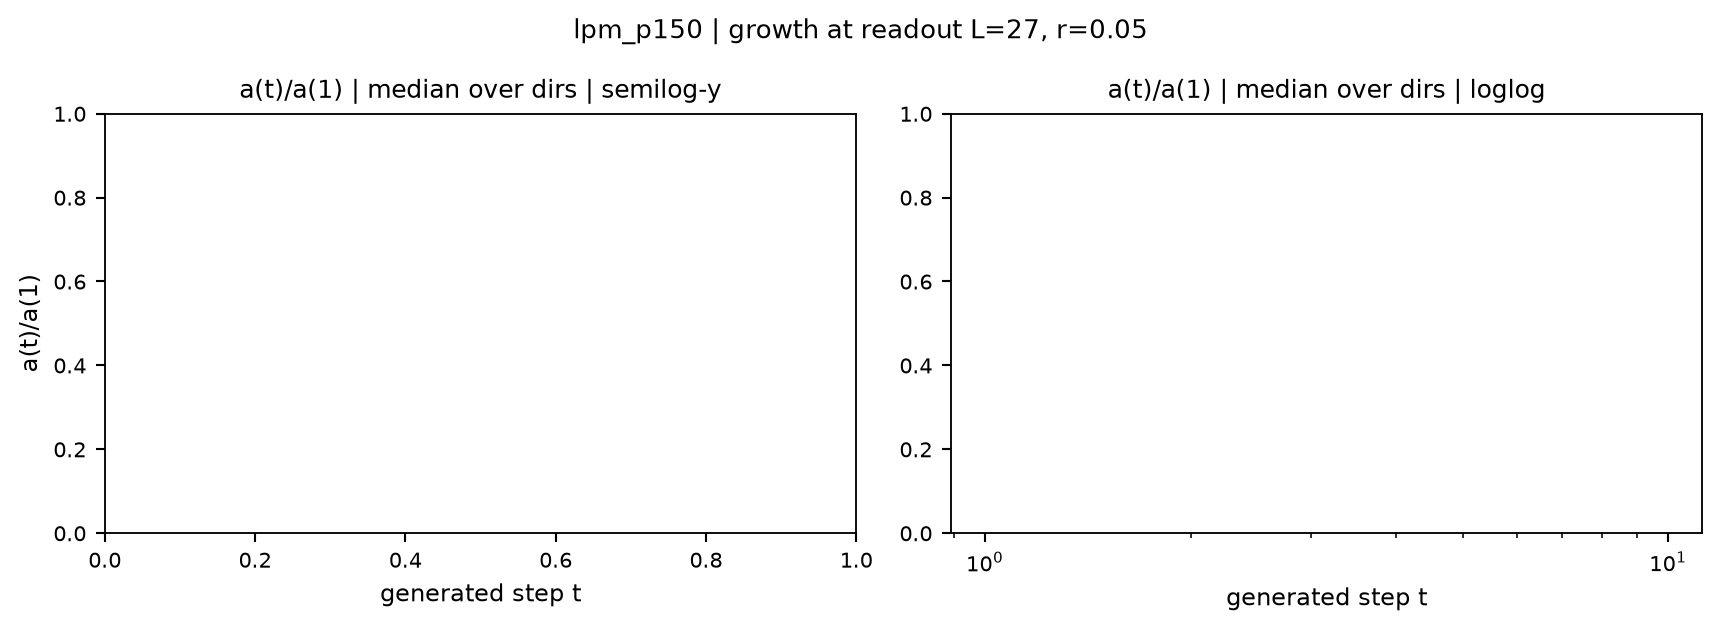 lpm_p150 | growth at readout L=27, r=0.05
a(t)/a(1) | median over dirs | semilog-y
1.0
0.8
0.6
0.4
0.2
0.0
a(t)/a(1)
0.0 0.2 0.4 0.6 0.8 1.0
generated step t
a(t)/a(1) | median over dirs | loglog
1.0
0.8
0.6
0.4
0.2
0.0
10⁰ 10¹
generated step t